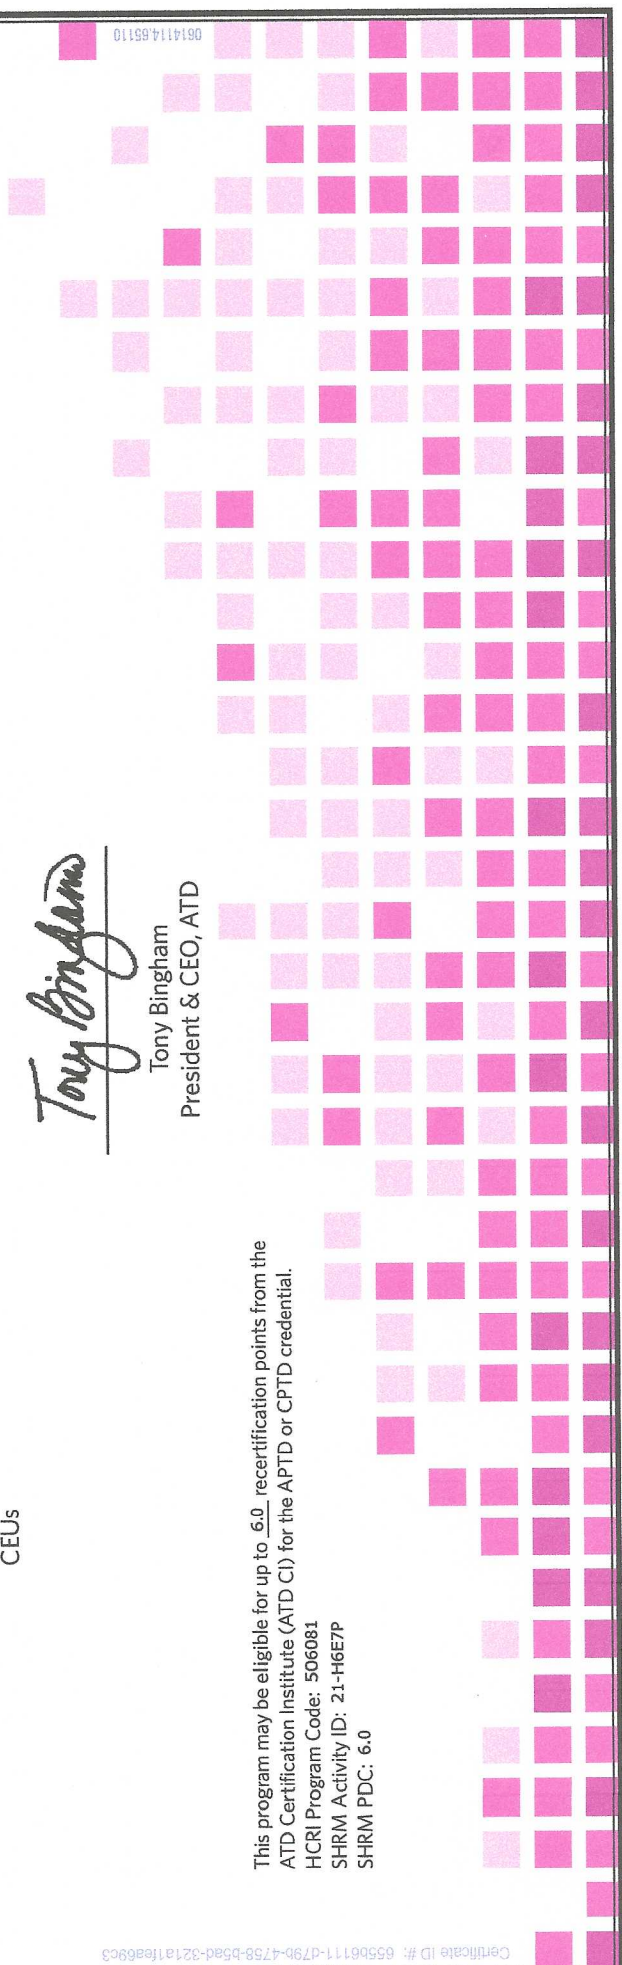 CEUs
Tony Bingham
Tony Bingham
President & CEO, ATD
This program may be eligible for up to 6.0 recertification points from the
ATD Certification Institute (ATD CI) for the APTD or CPTD credential.
HCRI Program Code: 506081
SHRM Activity ID: 21-H6E7P
SHRM PDC: 6.0
Certificate ID #: 655b6111-d79b-4758-b5ad-321a1fea69c3
0614114.65110